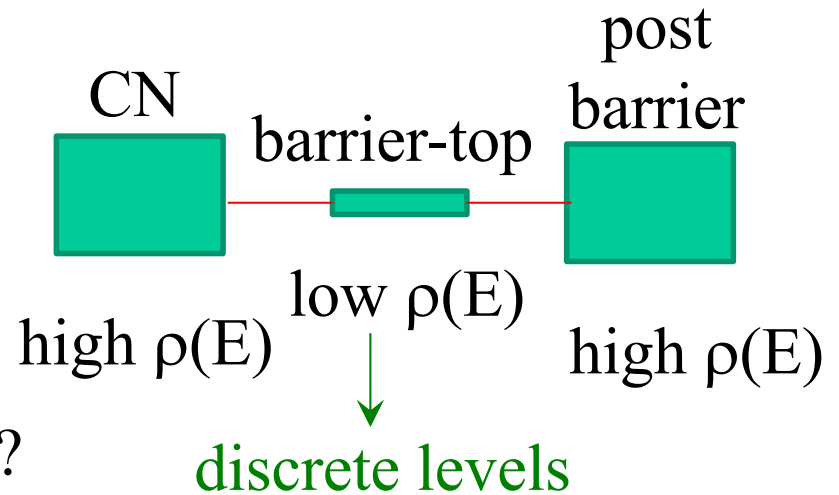 post
CN
barrier
barrier-top
low ρ(E)
high ρ(E)
high ρ(E)
?
discrete levels